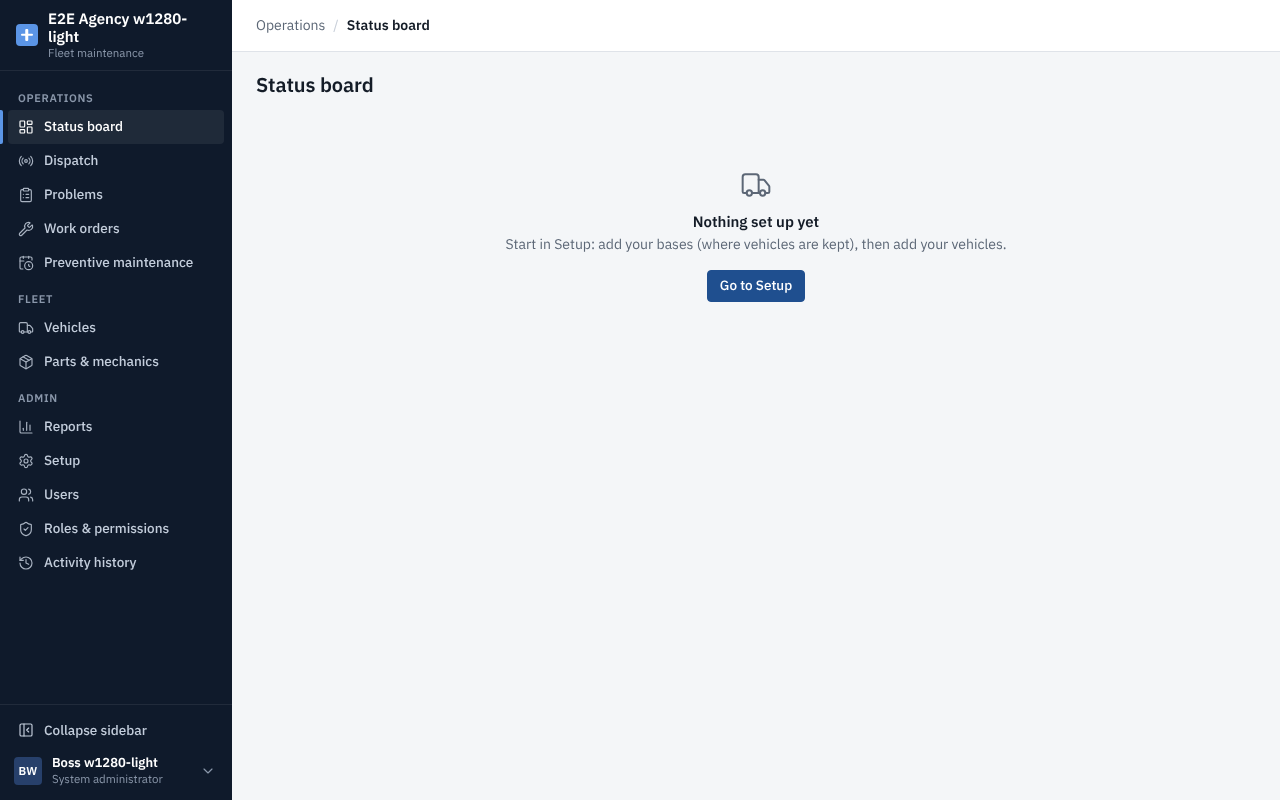 E2E Agency w1280-
light
Fleet maintenance
OPERATIONS
Status board
Dispatch
Problems
Work orders
Preventive maintenance
FLEET
Vehicles
Parts & mechanics
ADMIN
Reports
Setup
Users
Roles & permissions
Activity history
Collapse sidebar
BW
Boss w1280-light
System administrator
Operations / Status board
Status board
Nothing set up yet
Start in Setup: add your bases (where vehicles are kept), then add your vehicles.
Go to Setup